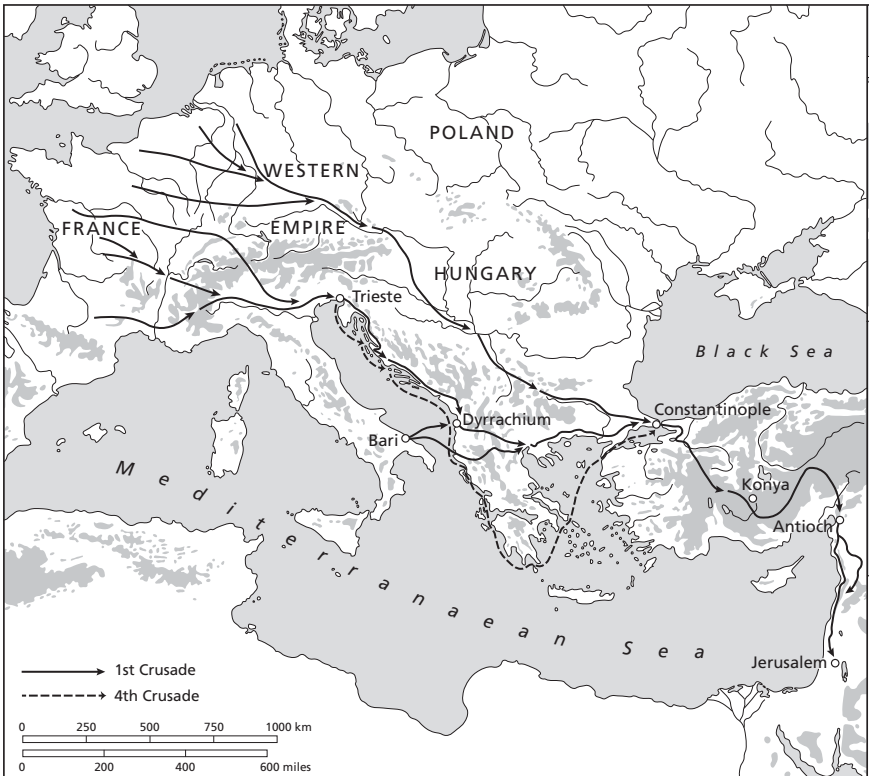 POLAND
WESTERN
FRANCE
EMPIRE
HUNGARY
Trieste
Black Sea
Constantinople
Dyrrachium
Bari
Konya
Antioch
Mediterranaean Sea
Jerusalem
1st Crusade
4th Crusade
0 250 500 750 1000 km
0 200 400 600 miles